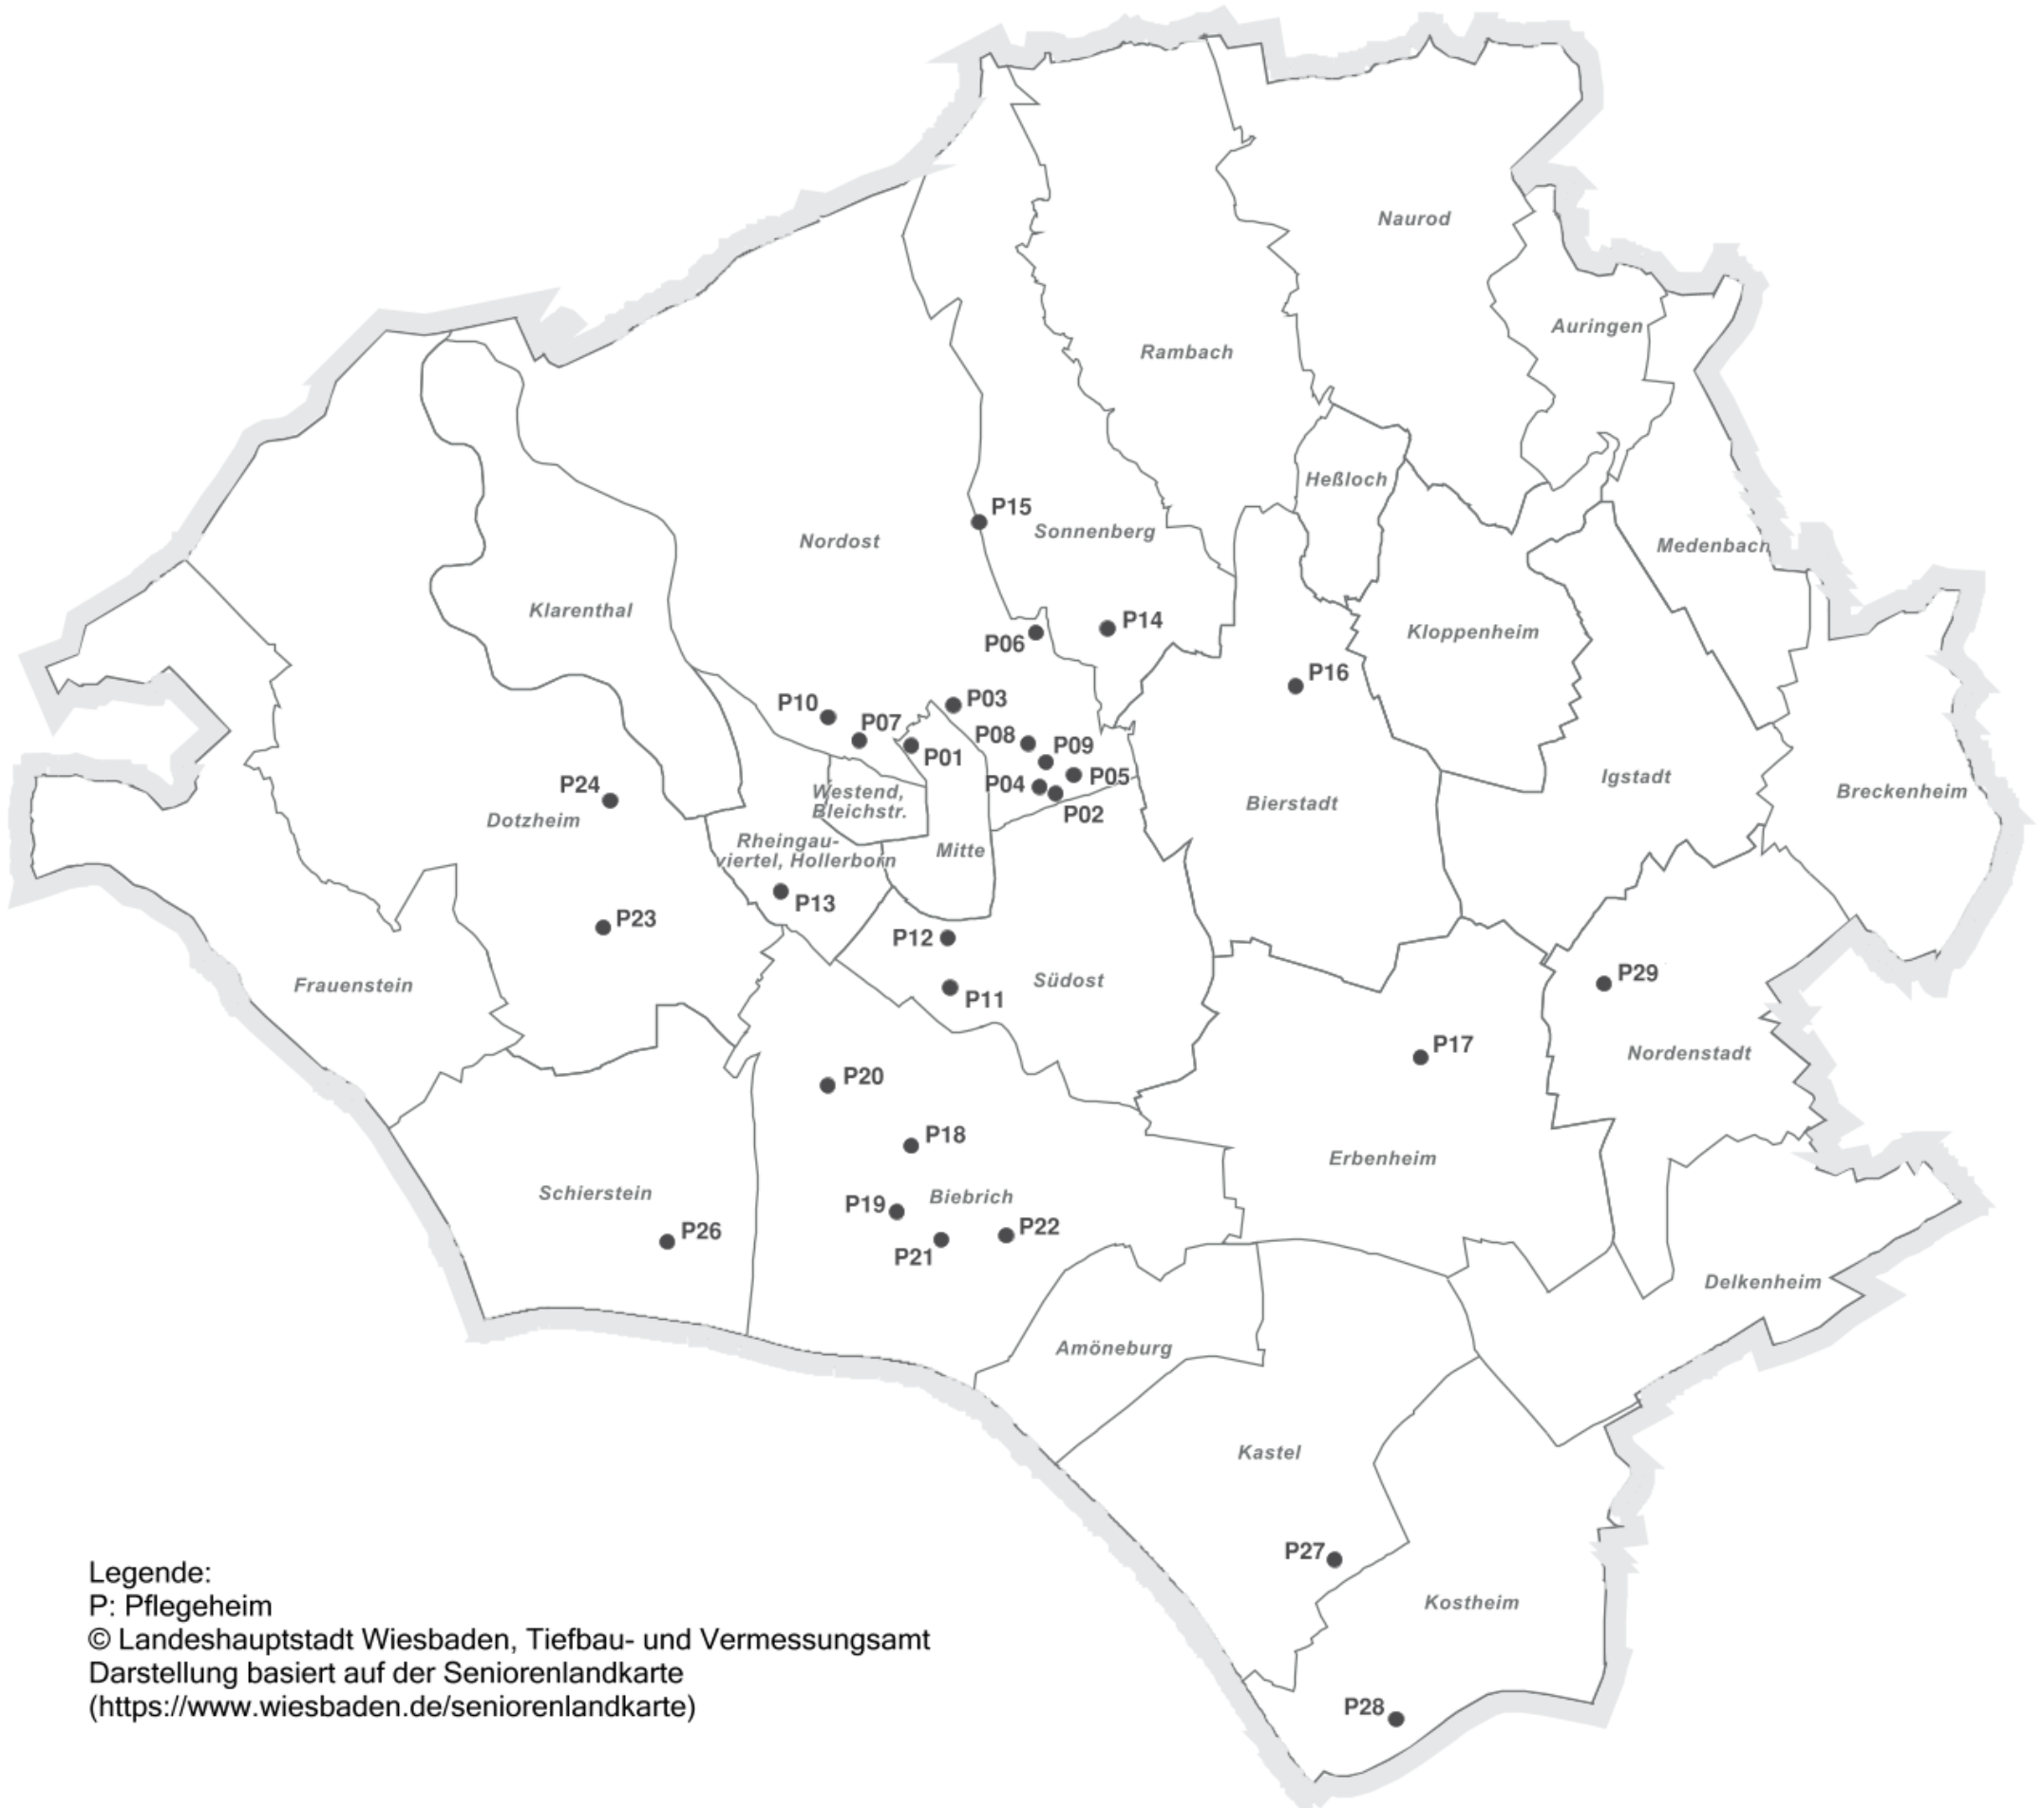 Naurod
Auringen
Rambach
Heßloch
P15
Sonnenberg
Nordost
Medenbach
Klarenthal
P14
Kloppenheim
P06
P16
P10
P03
P07
P08
P09
P01
P05
P04
Igstadt
P24
Westend,
Bleichstr.
Breckenheim
Bierstadt
P02
Dotzheim
Rheingau-
viertel, Hollerborn
Mitte
P13
P23
P12
P29
Südost
Frauenstein
P11
P17
Nordenstadt
P20
P18
Erbenheim
Schierstein
P19
Biebrich
P22
P26
P21
Delkenheim
Amöneburg
Kastel
P27
Kostheim
P28
Legende:
P: Pflegeheim
© Landeshauptstadt Wiesbaden, Tiefbau- und Vermessungsamt
Darstellung basiert auf der Seniorenlandkarte
(https://www.wiesbaden.de/seniorenlandkarte)